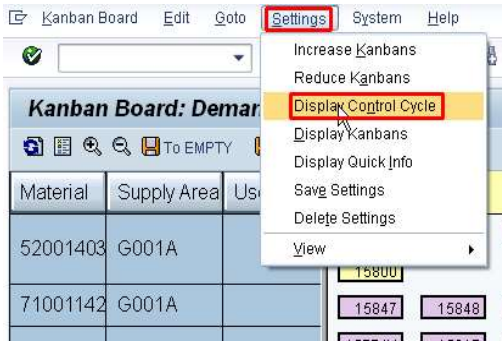 Kanban Board Edit Goto Settings System Help
Increase Kanbans
Reduce Kanbans
Display Control Cycle
Display Kanbans
Display Quick Info
Save Settings
Delete Settings
View
Kanban Board: Deman
To EMPTY
Material Supply Area Use
52001403 G001A
15800
71001142 G001A
15847 15848